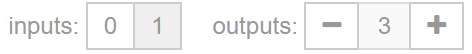 inputs: 0 1 outputs: − 3 +